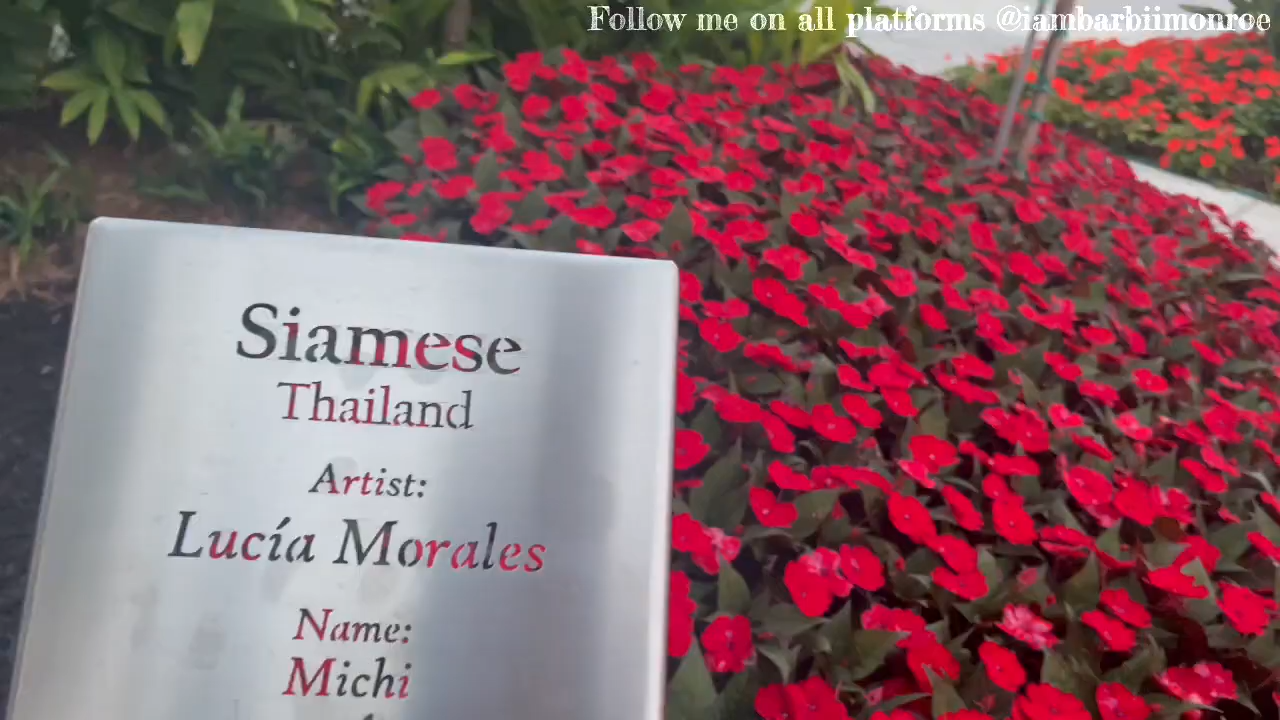 Follow me on all platforms @iambarbiimonroe
Siamese
Thailand
Artist:
Lucía Morales
Name:
Michi